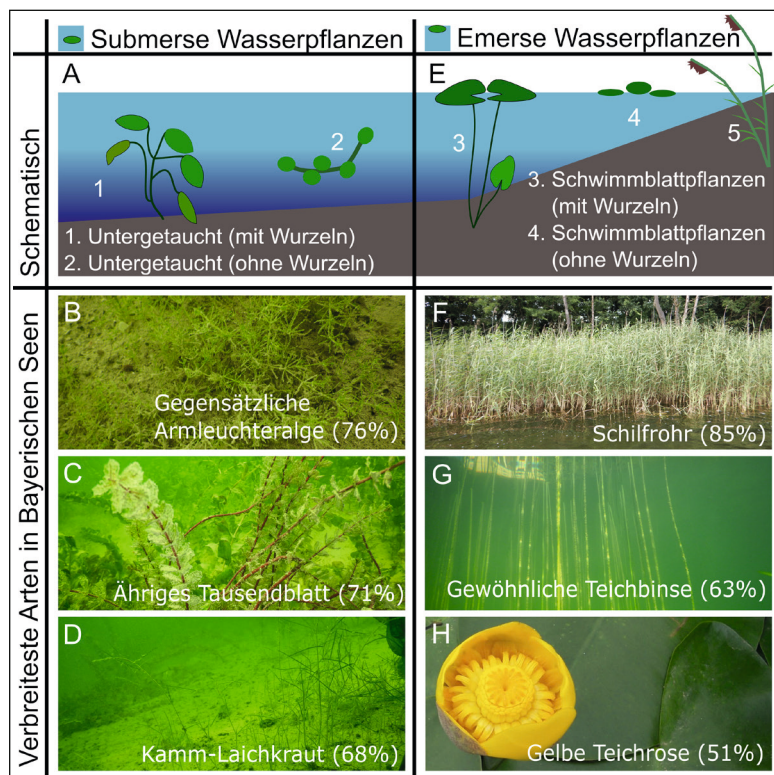 Submerse Wasserpflanzen
Emerse Wasserpflanzen
Schematisch
A
1
2
1. Untergetaucht (mit Wurzeln)
2. Untergetaucht (ohne Wurzeln)
E
3
4
5
3. Schwimmblattpflanzen
(mit Wurzeln)
4. Schwimmblattpflanzen
(ohne Wurzeln)
Verbreiteste Arten in Bayerischen Seen
B
Gegensätzliche
Armleuchteralge (76%)
C
Ähriges Tausendblatt (71%)
D
Kamm-Laichkraut (68%)
F
Schilfrohr (85%)
G
Gewöhnliche Teichbinse (63%)
H
Gelbe Teichrose (51%)